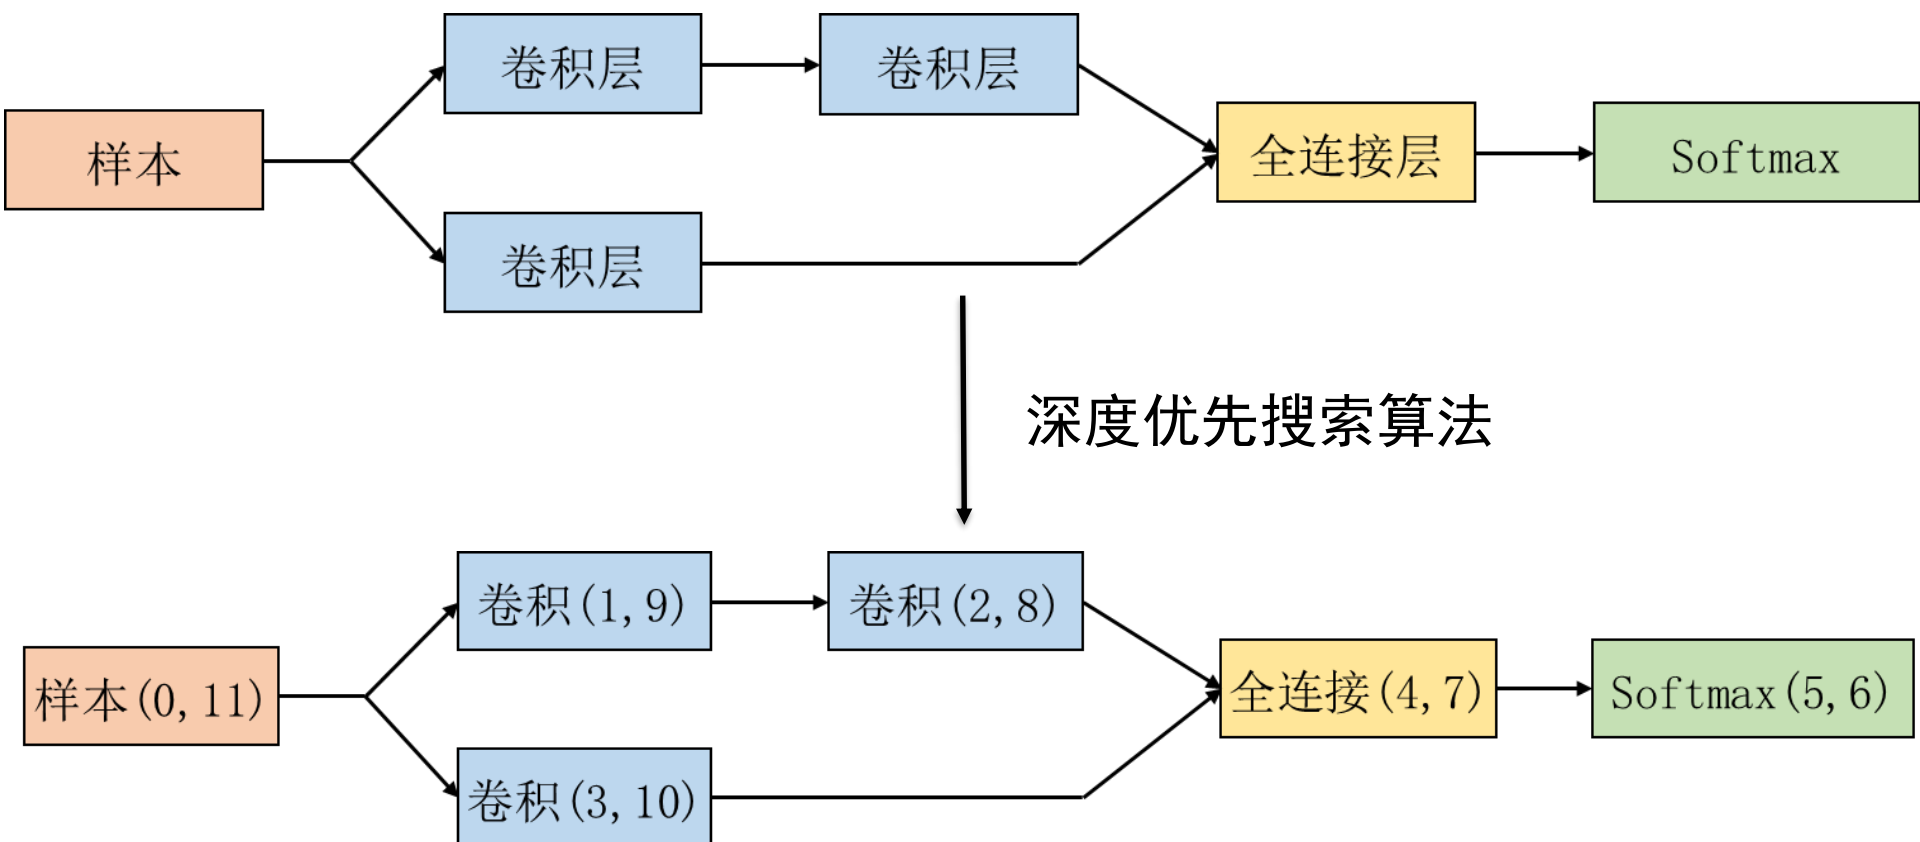 卷积层
卷积层
样本
全连接层
Softmax
卷积层
深度优先搜索算法
卷积(1,9)
卷积(2,8)
样本(0,11)
全连接(4,7)
Softmax(5,6)
卷积(3,10)